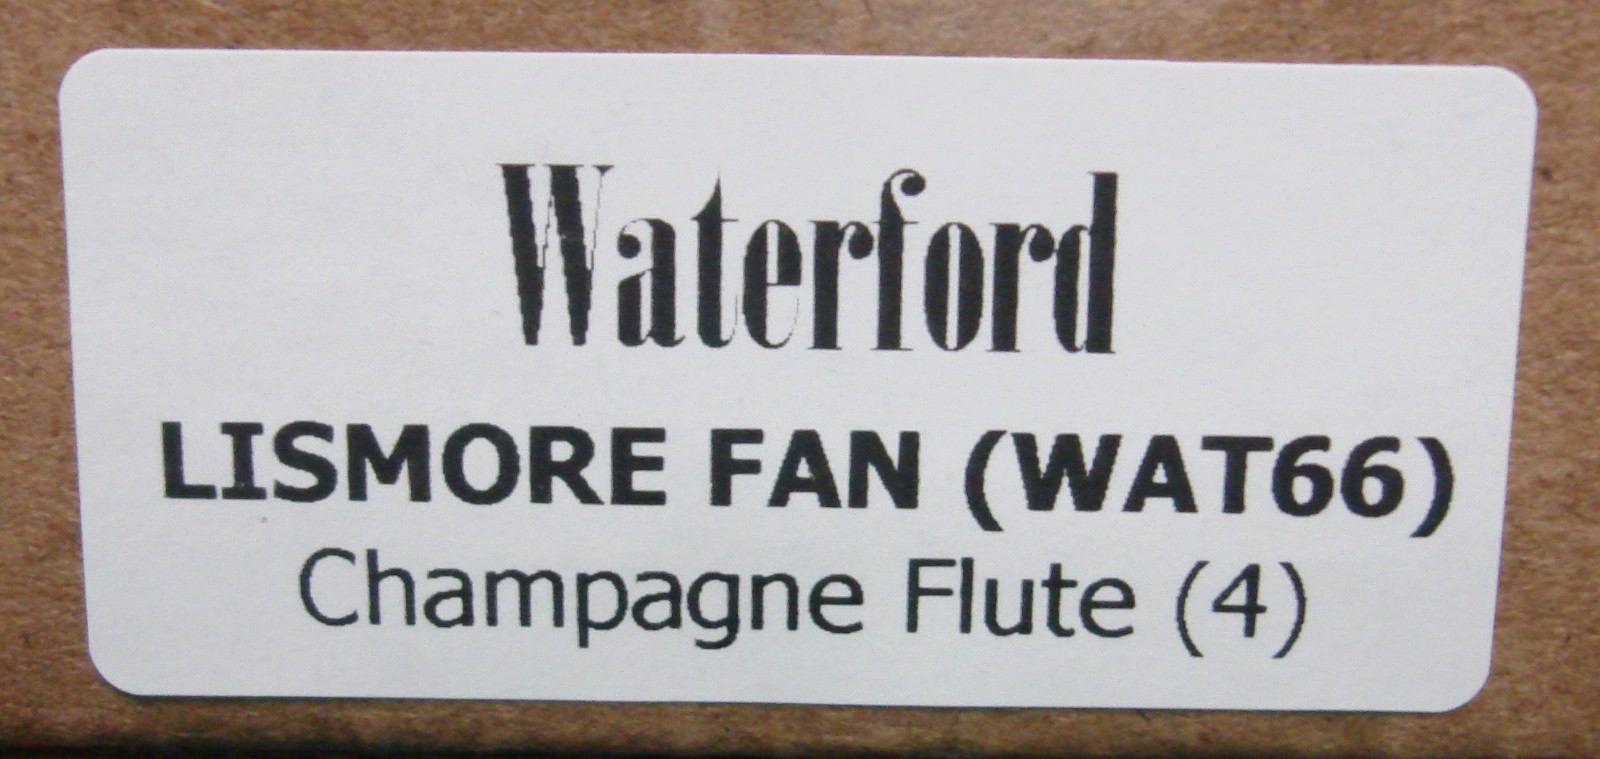 Waterford
LISMORE FAN (WAT66)
Champagne Flute (4)